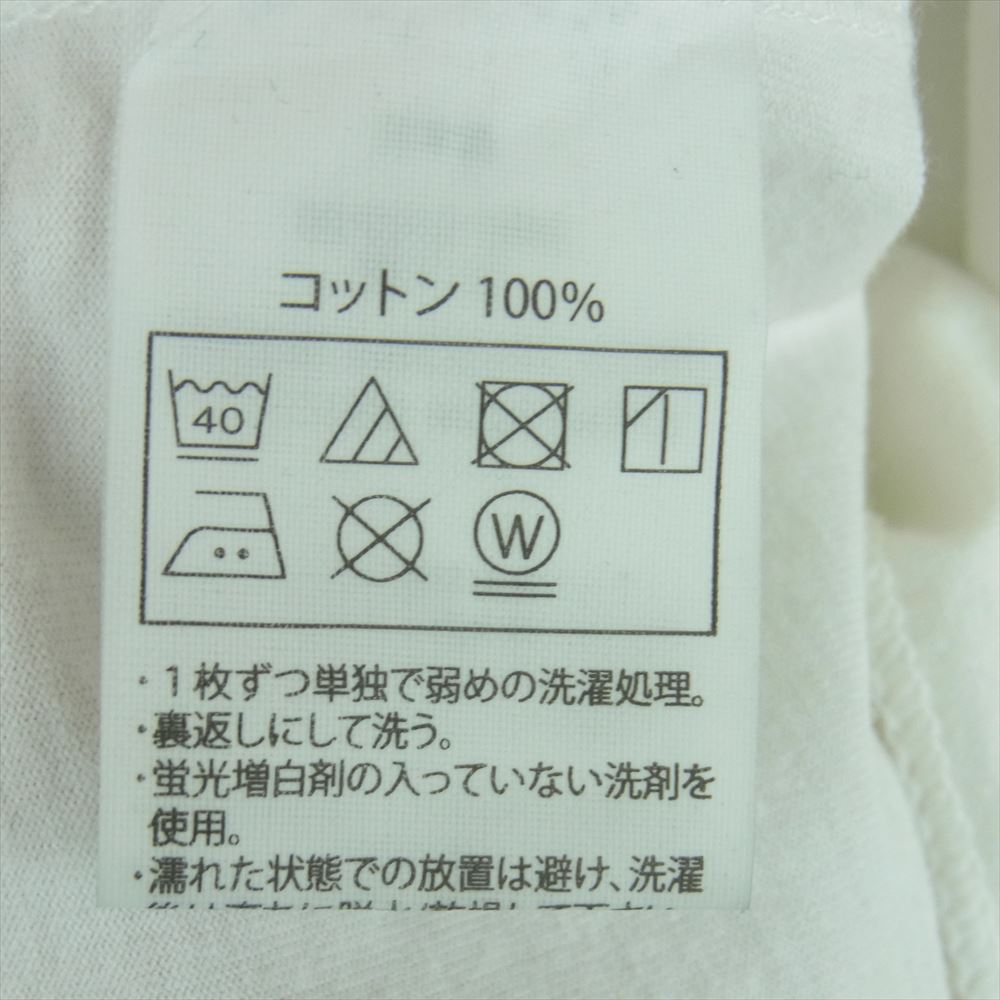 コットン 100%
40
W
・1枚ずつ単独で弱めの洗濯処理。
・裏返しにして洗う。
・蛍光増白剤の入っていない洗剤を
使用。
・濡れた状態での放置は避け、洗濯